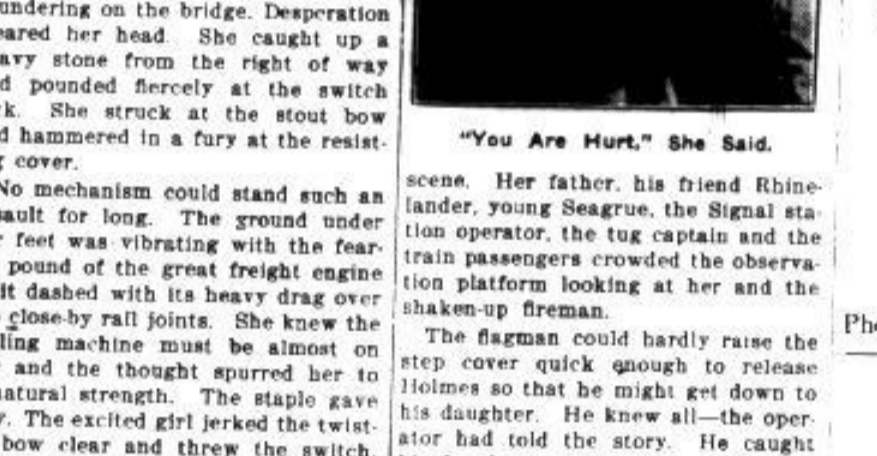 undering on the bridge. Desperation
eared her head. She caught up a
avy stone from the right of way
d pounded fiercely at the switch
k. She struck at the stout bow
d hammered in a fury at the resist-
g cover.
No mechanism could stand such an
sault for long. The ground under
r feet was vibrating with the fear-
pound of the great freight engine
it dashed with its heavy drag over
close-by rail joints. She knew the
ling machine must be almost on
and the thought spurred her to
natural strength. The staple gave
y. The excited girl jerked the twist-
bow clear and threw the switch.
"You Are Hurt," She Said.
scene. Her father, his friend Rhine-
lander, young Seagrue, the Signal sta-
tion operator, the tug captain and the
train passengers crowded the observa-
tion platform looking at her and the
shaken-up fireman.
The flagman could hardly raise the
step cover quick enough to release
Holmes so that he might get down to
his daughter. He knew all—the oper-
ator had told the story. He caught
Pho